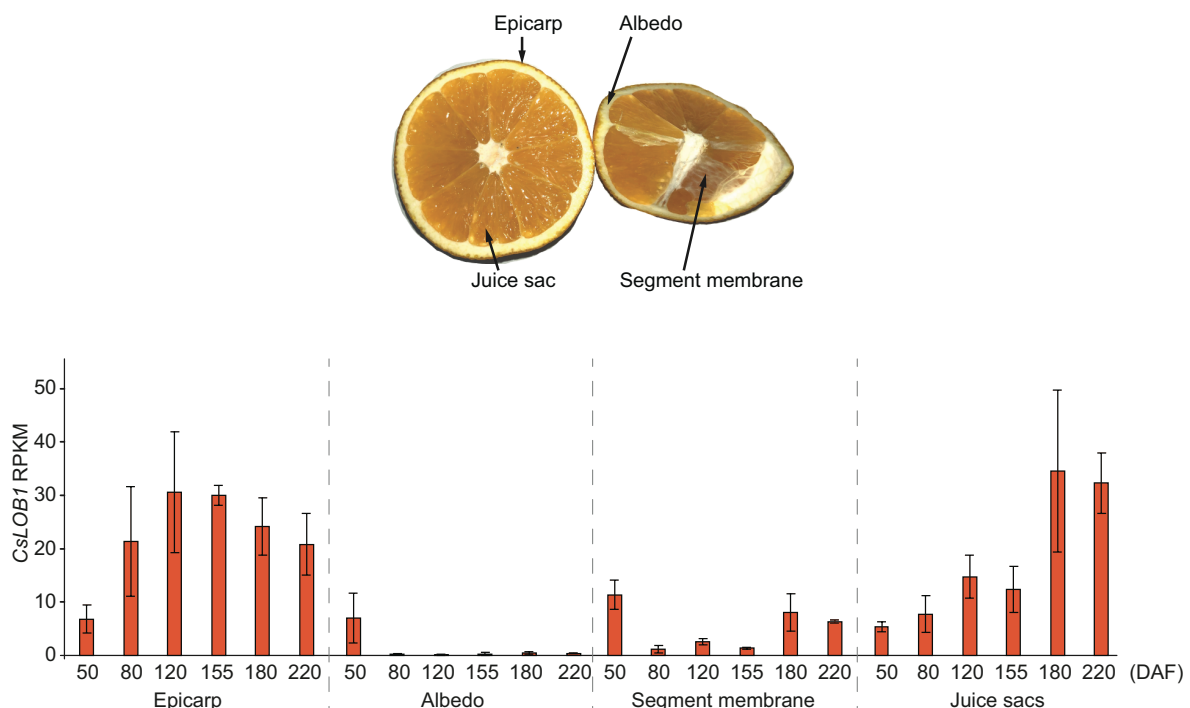 Epicarp
Albedo
Juice sac
Segment membrane
CsLOB1 RPKM
50
40
30
20
10
0
50 80 120 155 180 220 50 80 120 155 180 220 50 80 120 155 180 220 50 80 120 155 180 220 (DAF)
Epicarp Albedo Segment membrane Juice sacs